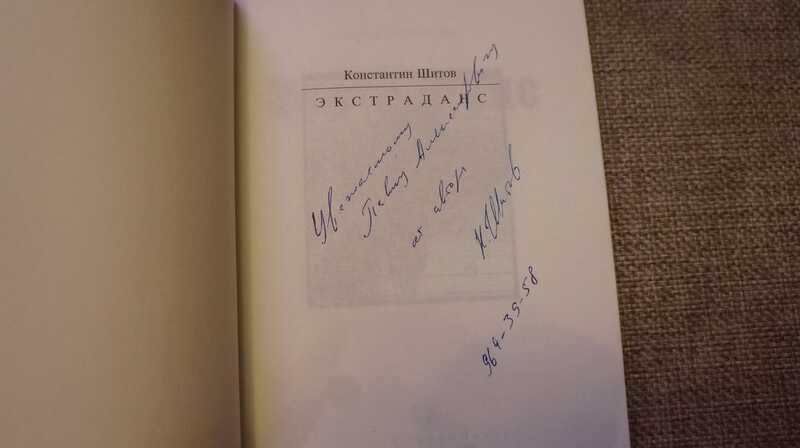 Константин Шитов
ЭКСТРАДАНС
Уважаемому
Павлу Алексеевичу
от автора
К Шитов
964-35-58